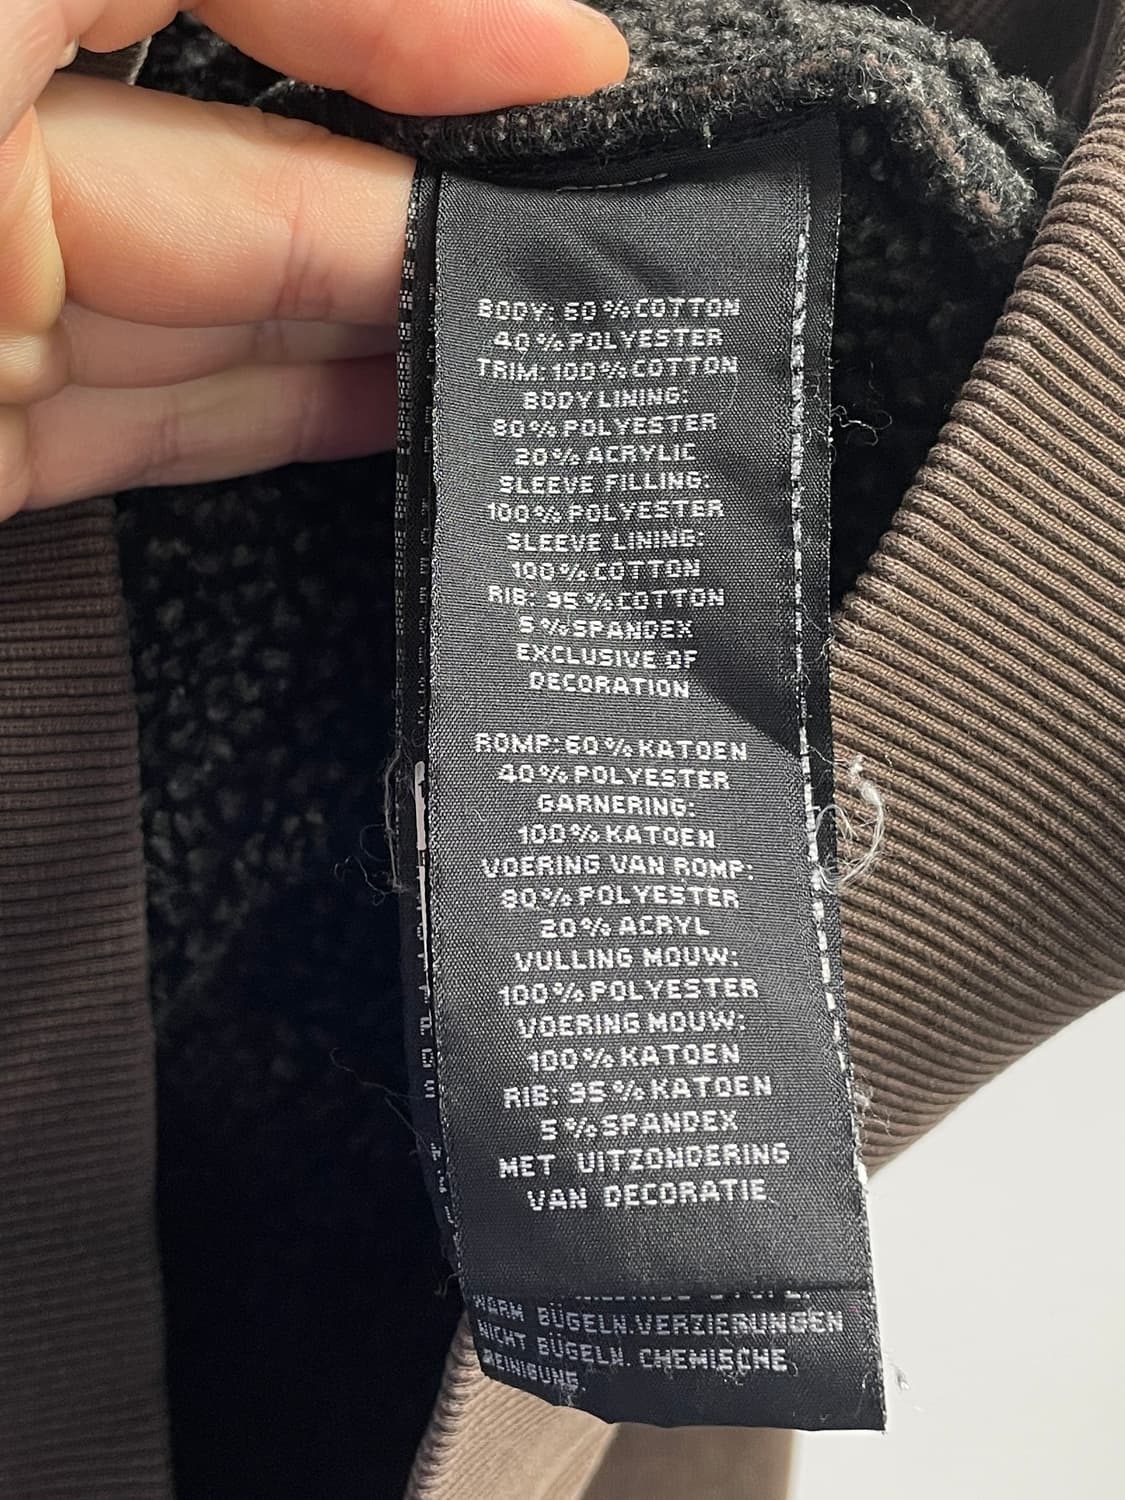 BODY: 60 % COTTON
40% POLYESTER
TRIM: 100% COTTON
BODY LINING:
80% POLYESTER
20% ACRYLIC
SLEEVE FILLING:
100% POLYESTER
SLEEVE LINING:
100% COTTON
RIB: 95 % COTTON
5 % SPANDEX
EXCLUSIVE OF
DECORATION
ROMP: 60 % KATOEN
40% POLYESTER
GARNERING:
100% KATOEN
VOERING VAN ROMP:
80% POLYESTER
20% ACRYL
VULLING MOUW:
100% POLYESTER
VOERING MOUW:
100% KATOEN
RIB: 95 % KATOEN
5 % SPANDEX
MET UITZONDERING
VAN DECORATIE
WARM BÜGELN. VERZIERUNGEN
NICHT BÜGELN. CHEMISCHE
REINIGUNG.